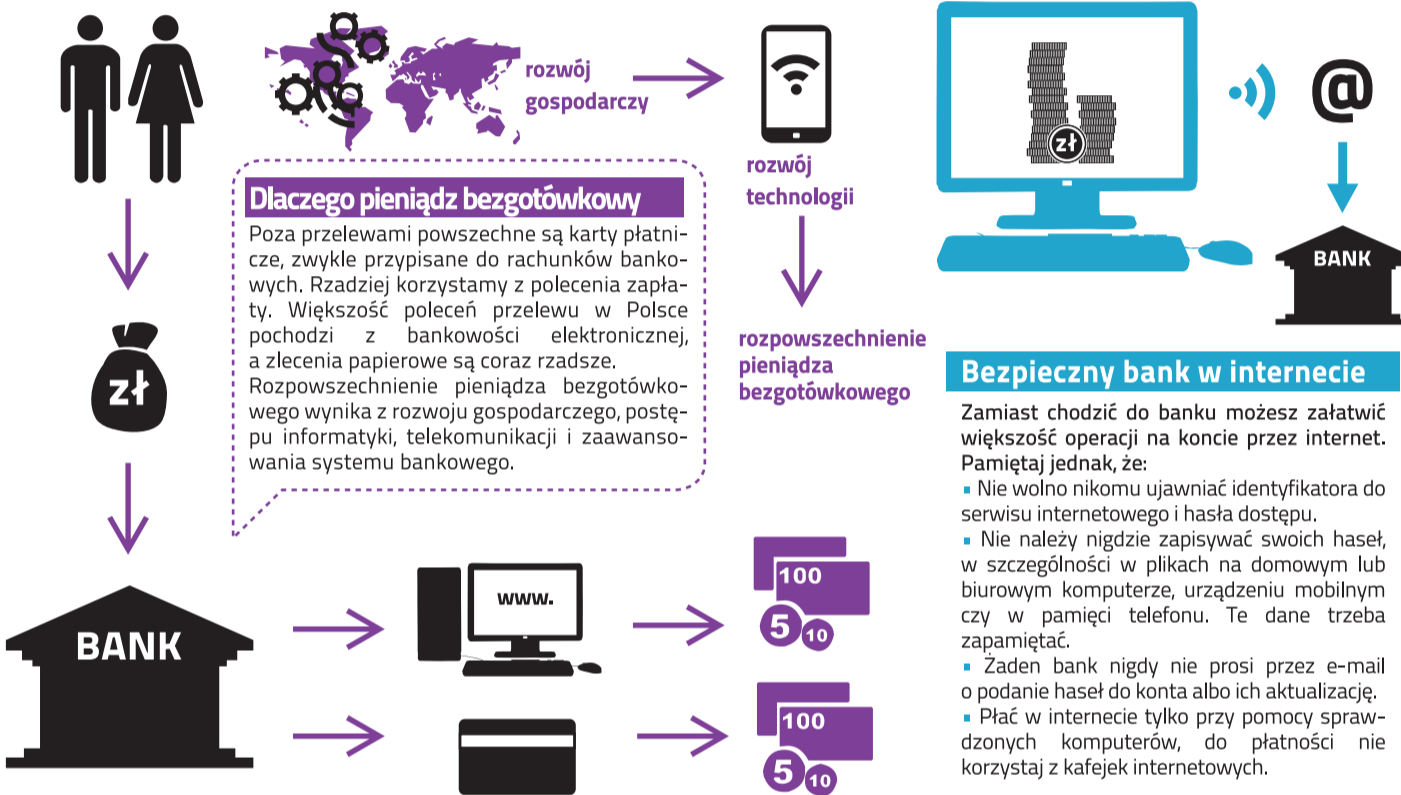 rozwój
gospodarczy
rozwój
technologii
rozpowszechnienie
pieniądza
bezgotówkowego
zł
BANK
Dlaczego pieniądz bezgotówkowy
Poza przelewami powszechne są karty płatni-
cze, zwykle przypisane do rachunków banko-
wych. Rzadziej korzystamy z polecenia zapła-
ty. Większość poleceń przelewu w Polsce
pochodzi z bankowości elektronicznej,
a zlecenia papierowe są coraz rzadsze.
Rozpowszechnienie pieniądza bezgotówko-
wego wynika z rozwoju gospodarczego, postę-
pu informatyki, telekomunikacji i zaawanso-
wania systemu bankowego.
www.
100
5 10
100
5 10
zł
@
BANK
Bezpieczny bank w internecie
Zamiast chodzić do banku możesz załatwić
większość operacji na koncie przez internet.
Pamiętaj jednak, że:
▪ Nie wolno nikomu ujawniać identyfikatora do
serwisu internetowego i hasła dostępu.
▪ Nie należy nigdzie zapisywać swoich haseł,
w szczególności w plikach na domowym lub
biurowym komputerze, urządzeniu mobilnym
czy w pamięci telefonu. Te dane trzeba
zapamiętać.
▪ Żaden bank nigdy nie prosi przez e-mail
o podanie haseł do konta albo ich aktualizację.
▪ Płać w internecie tylko przy pomocy spraw-
dzonych komputerów, do płatności nie
korzystaj z kafejek internetowych.